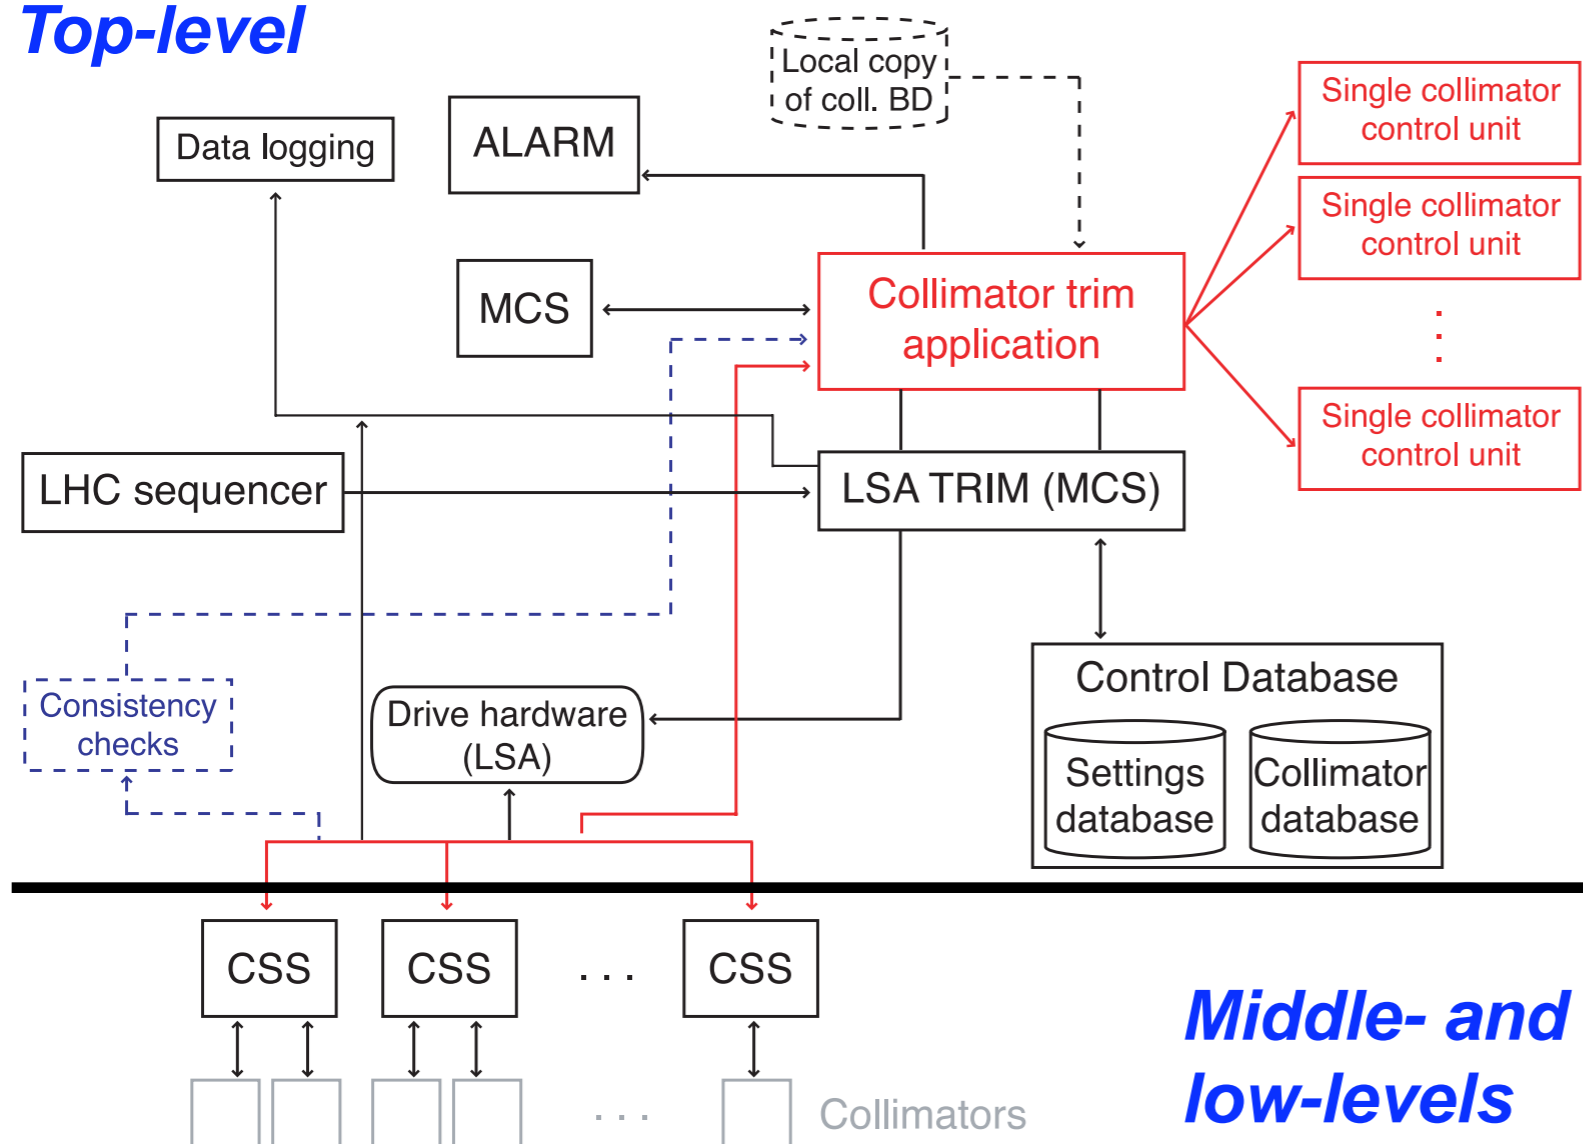 Top-level
Local copy
of coll. BD
Single collimator
control unit
Data logging
ALARM
Single collimator
control unit
MCS
Collimator trim
application
Single collimator
control unit
LHC sequencer
LSA TRIM (MCS)
Consistency
checks
Drive hardware
(LSA)
Control Database
Settings
database
Collimator
database
CSS
CSS
. . .
CSS
Middle- and
low-levels
. . .
Collimators